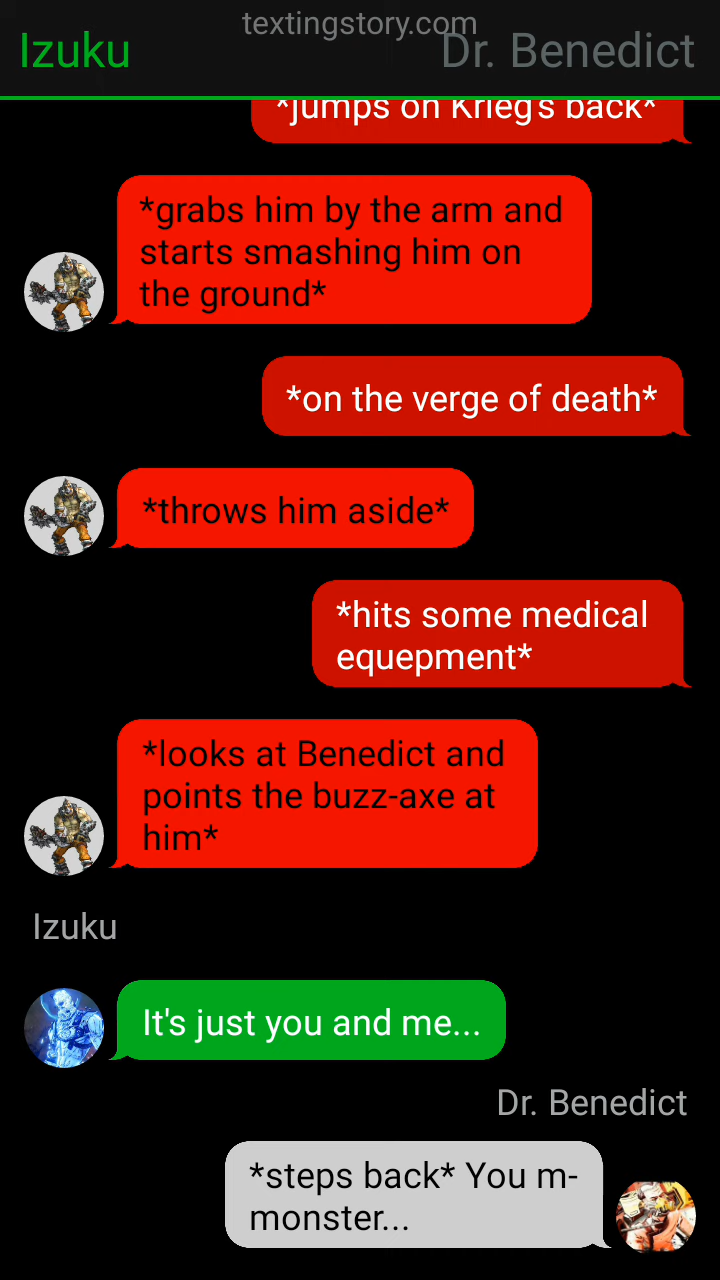 textingstory.com
Izuku
Dr. Benedict
*jumps on Krieg's back*
*grabs him by the arm and
starts smashing him on
the ground*
*on the verge of death*
*throws him aside*
*hits some medical
equepment*
*looks at Benedict and
points the buzz-axe at
him*
Izuku
It's just you and me...
Dr. Benedict
*steps back* You m-
monster...